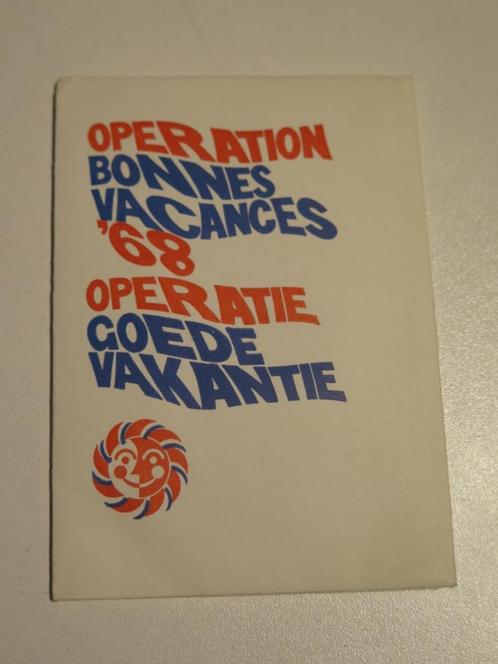 OPERATION
BONNES
VACANCES
'68
OPERATIE
GOEDE
VAKANTIE